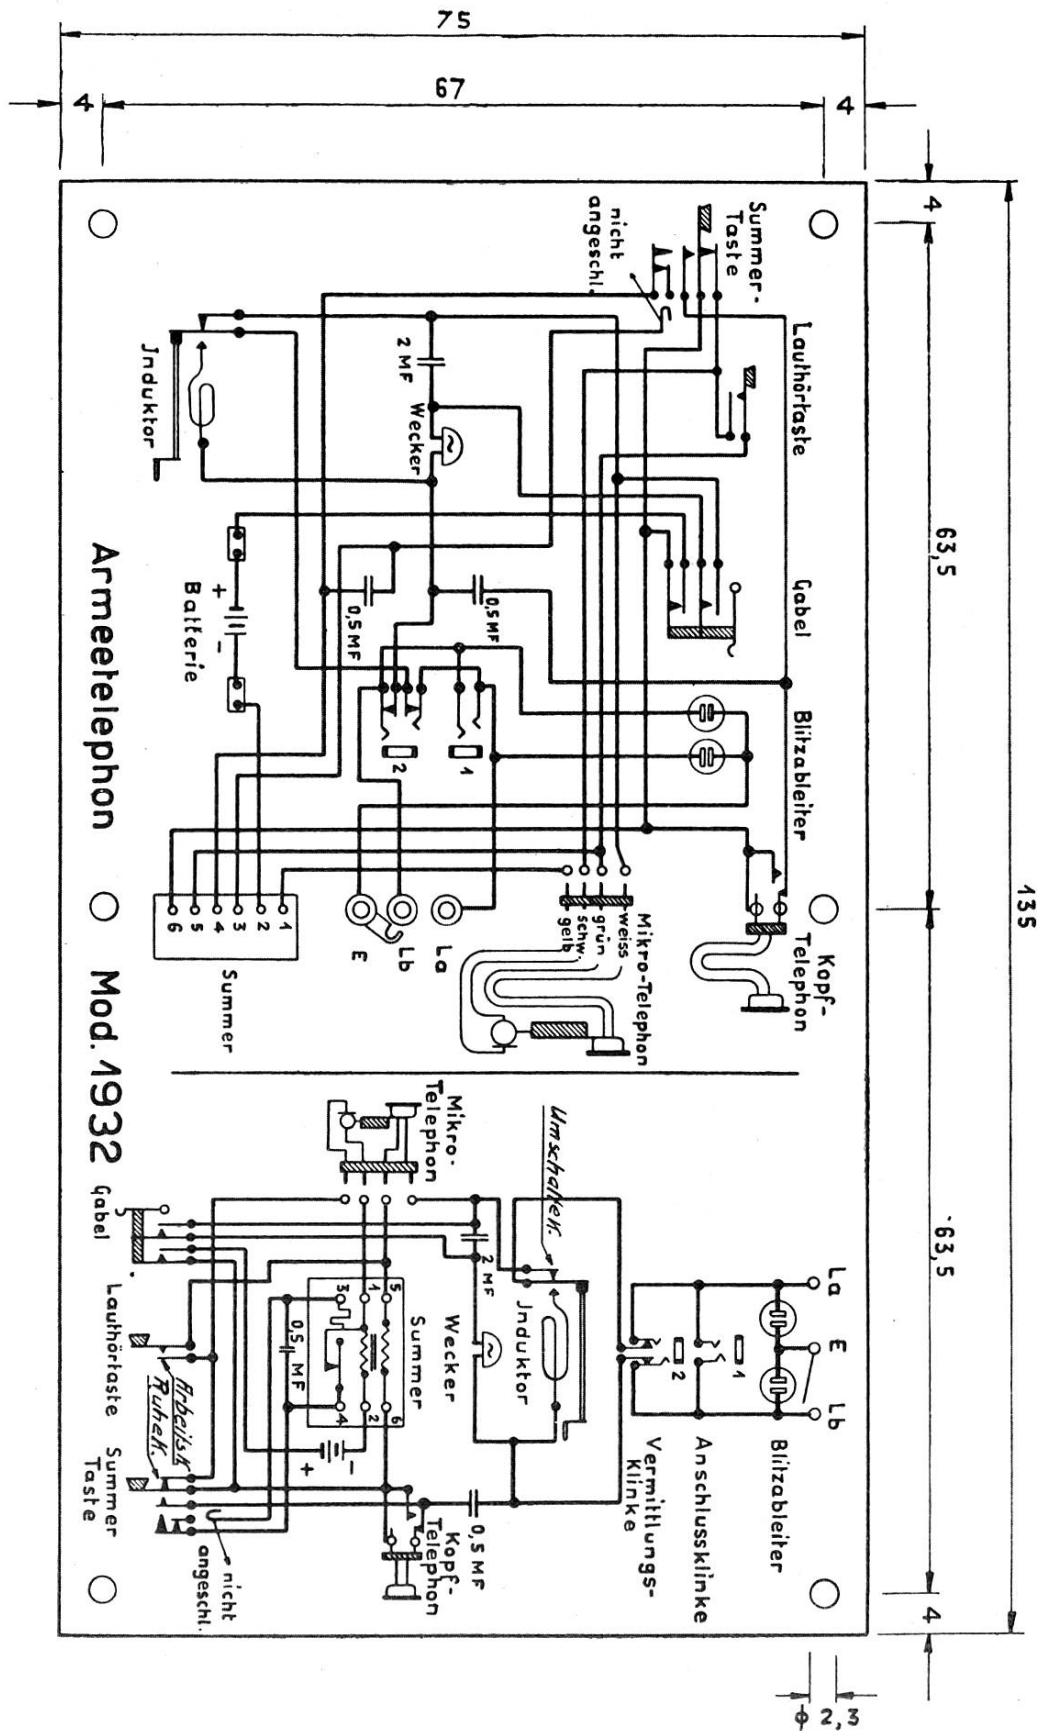 75
4
67
4
4
63,5
135
63,5
4
ϕ 2,3
Summer-
Taste
nicht
angeschl.
Lauthörtaste
2 MF
Wecker
Induktor
Gabel
0,5 MF
0,5 MF
+
-
Batterie
Blitzableiter
2
1
Armeetelephon
Mod. 1932
1
2
3
4
5
6
Summer
E
Lb
La
weiss
grün
schw.
gelb
Mikro-Telephon
Kopf-
Telephon
Mikro-
Telephon
Umschaltek.
Gabel
2 MF
Induktor
Wecker
Summer
3
1
5
0,5 MF
4
2
6
Lauthörtaste
Arbeitsk
Ruhek.
+
-
Summer
Taste
nicht
angeschl.
Kopf-
Telephon
0,5 MF
La
E
Lb
1
2
Blitzableiter
Anschlussklinke
Vermittlungs-
Klinke